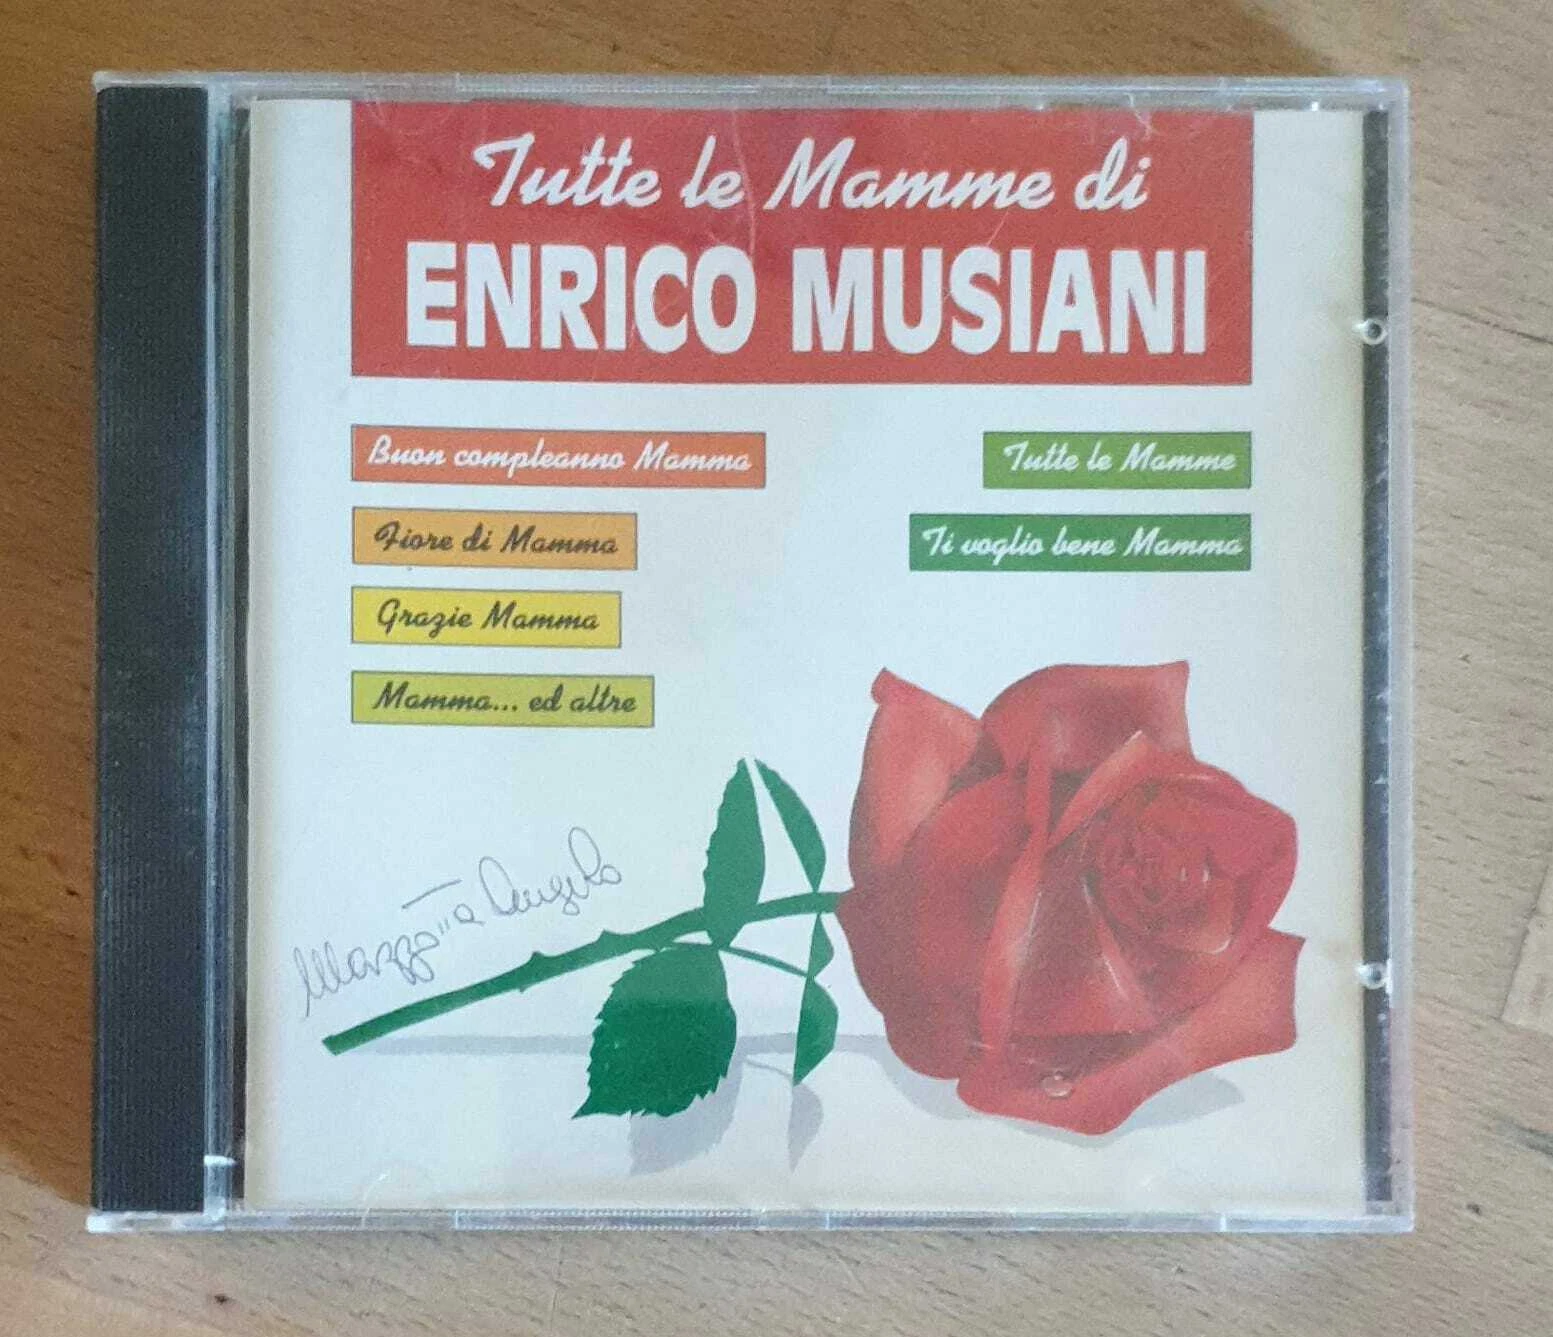 Tutte le Mamme di
ENRICO MUSIANI
Buon compleanno Mamma
Fiore di Mamma
Grazie Mamma
Mamma... ed altre
Tutte le Mamme
Ti voglio bene Mamma
Angelo